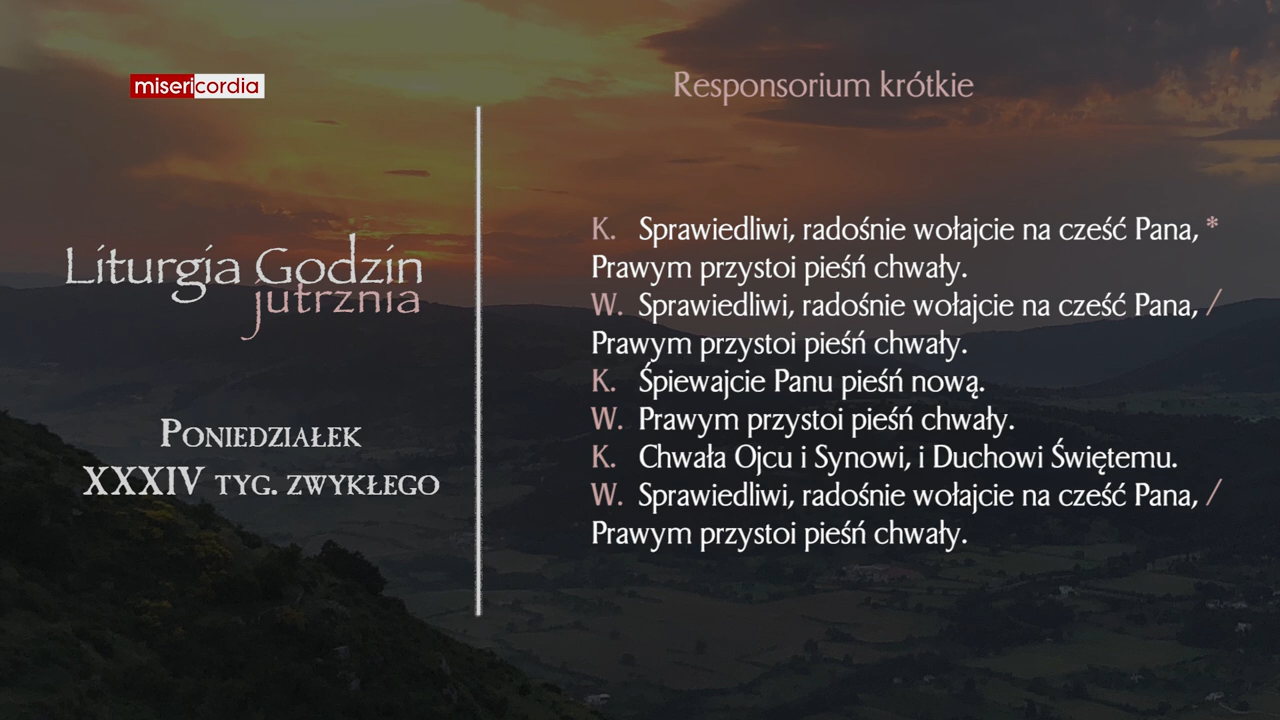 misericordia
Liturgia Godzin
jutrznia
Poniedziałek
XXXIV tyg. zwykłego
Responsorium krótkie
K. Sprawiedliwi, radośnie wołajcie na cześć Pana, *
Prawym przystoi pieśń chwały.
W. Sprawiedliwi, radośnie wołajcie na cześć Pana, /
Prawym przystoi pieśń chwały.
K. Śpiewajcie Panu pieśń nową.
W. Prawym przystoi pieśń chwały.
K. Chwała Ojcu i Synowi, i Duchowi Świętemu.
W. Sprawiedliwi, radośnie wołajcie na cześć Pana, /
Prawym przystoi pieśń chwały.